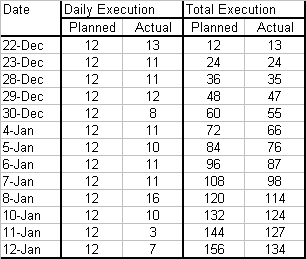 Date Daily Execution Total Execution
Planned Actual Planned Actual
22-Dec 12 13 12 13
23-Dec 12 11 24 24
28-Dec 12 11 36 35
29-Dec 12 12 48 47
30-Dec 12 8 60 55
4-Jan 12 11 72 66
5-Jan 12 10 84 76
6-Jan 12 11 96 87
7-Jan 12 11 108 98
8-Jan 12 16 120 114
10-Jan 12 10 132 124
11-Jan 12 3 144 127
12-Jan 12 7 156 134